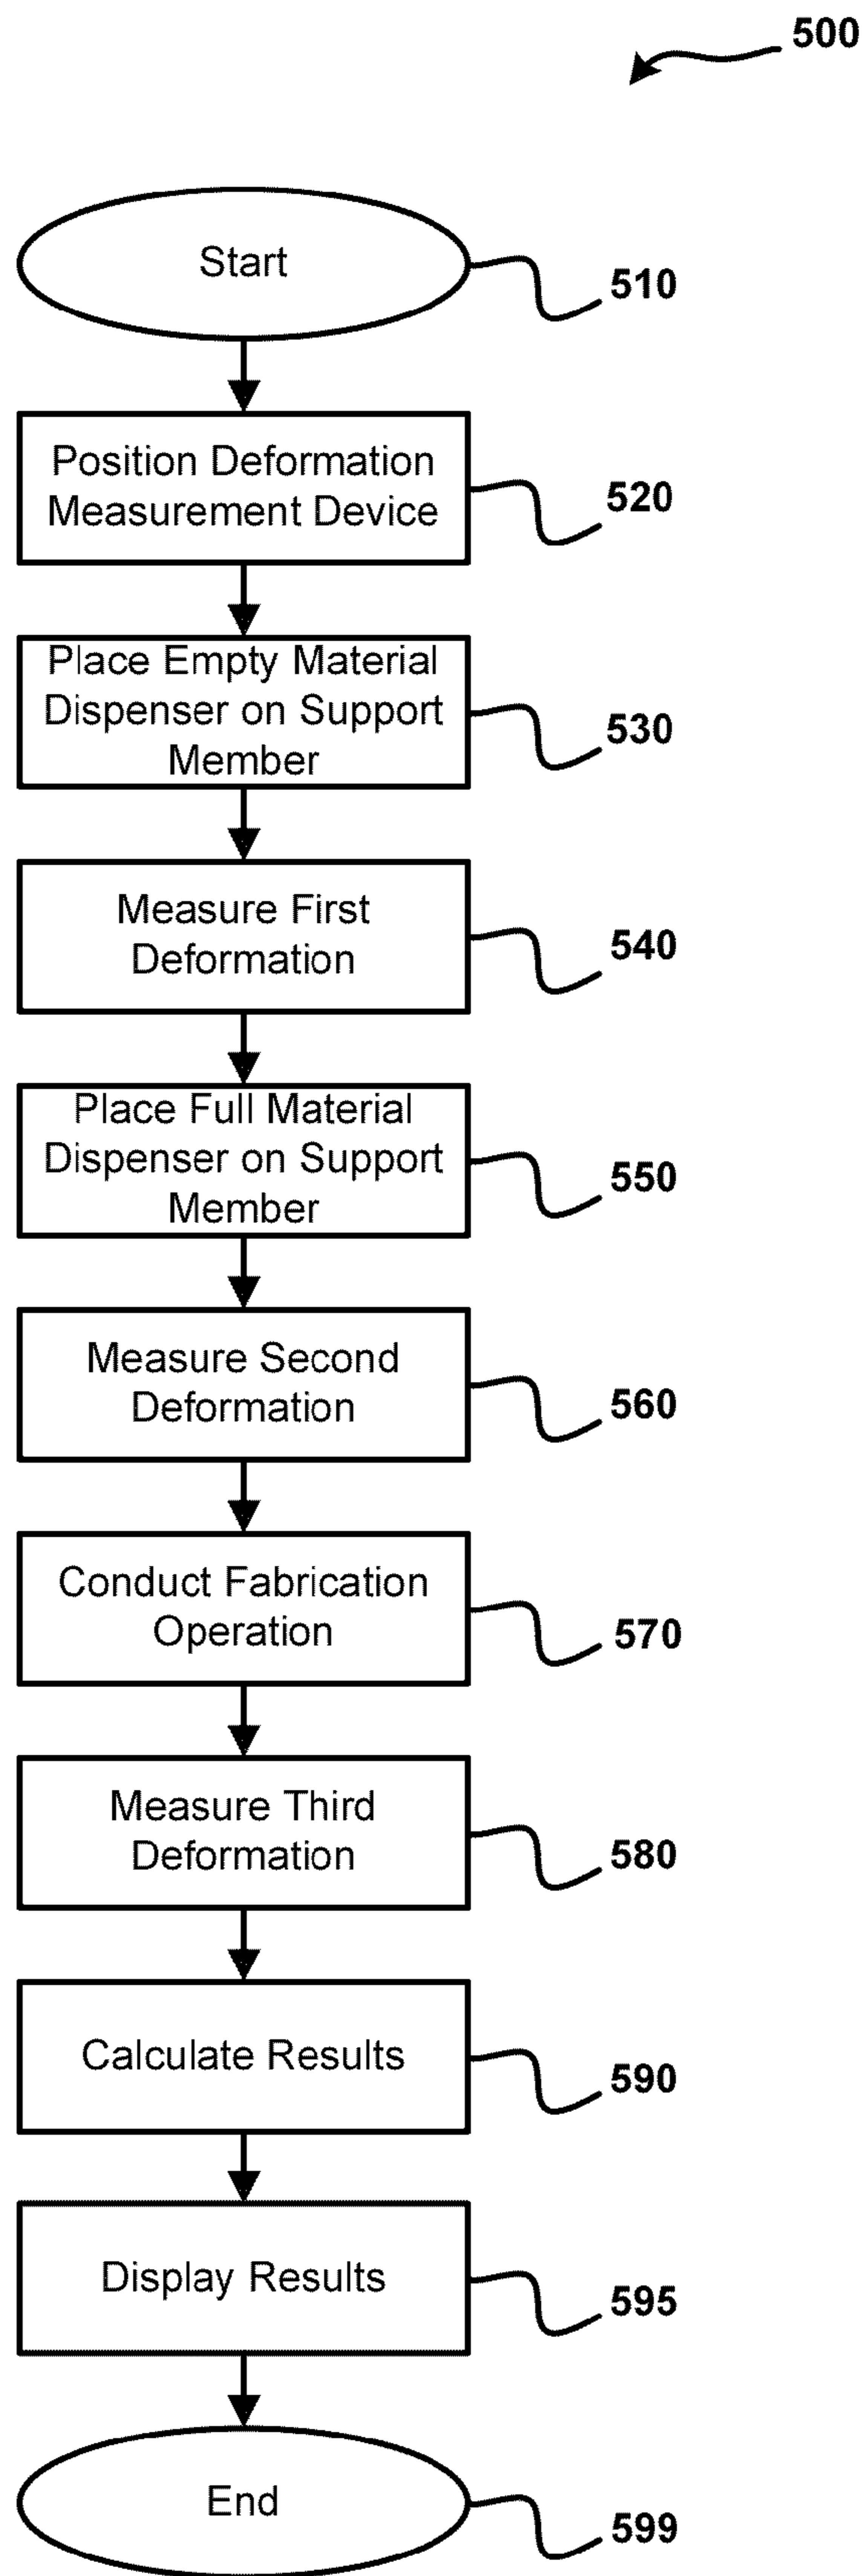 500
Start
510
Position Deformation
Measurement Device
520
Place Empty Material
Dispenser on Support
Member
530
Measure First
Deformation
540
Place Full Material
Dispenser on Support
Member
550
Measure Second
Deformation
560
Conduct Fabrication
Operation
570
Measure Third
Deformation
580
Calculate Results
590
Display Results
595
End
599